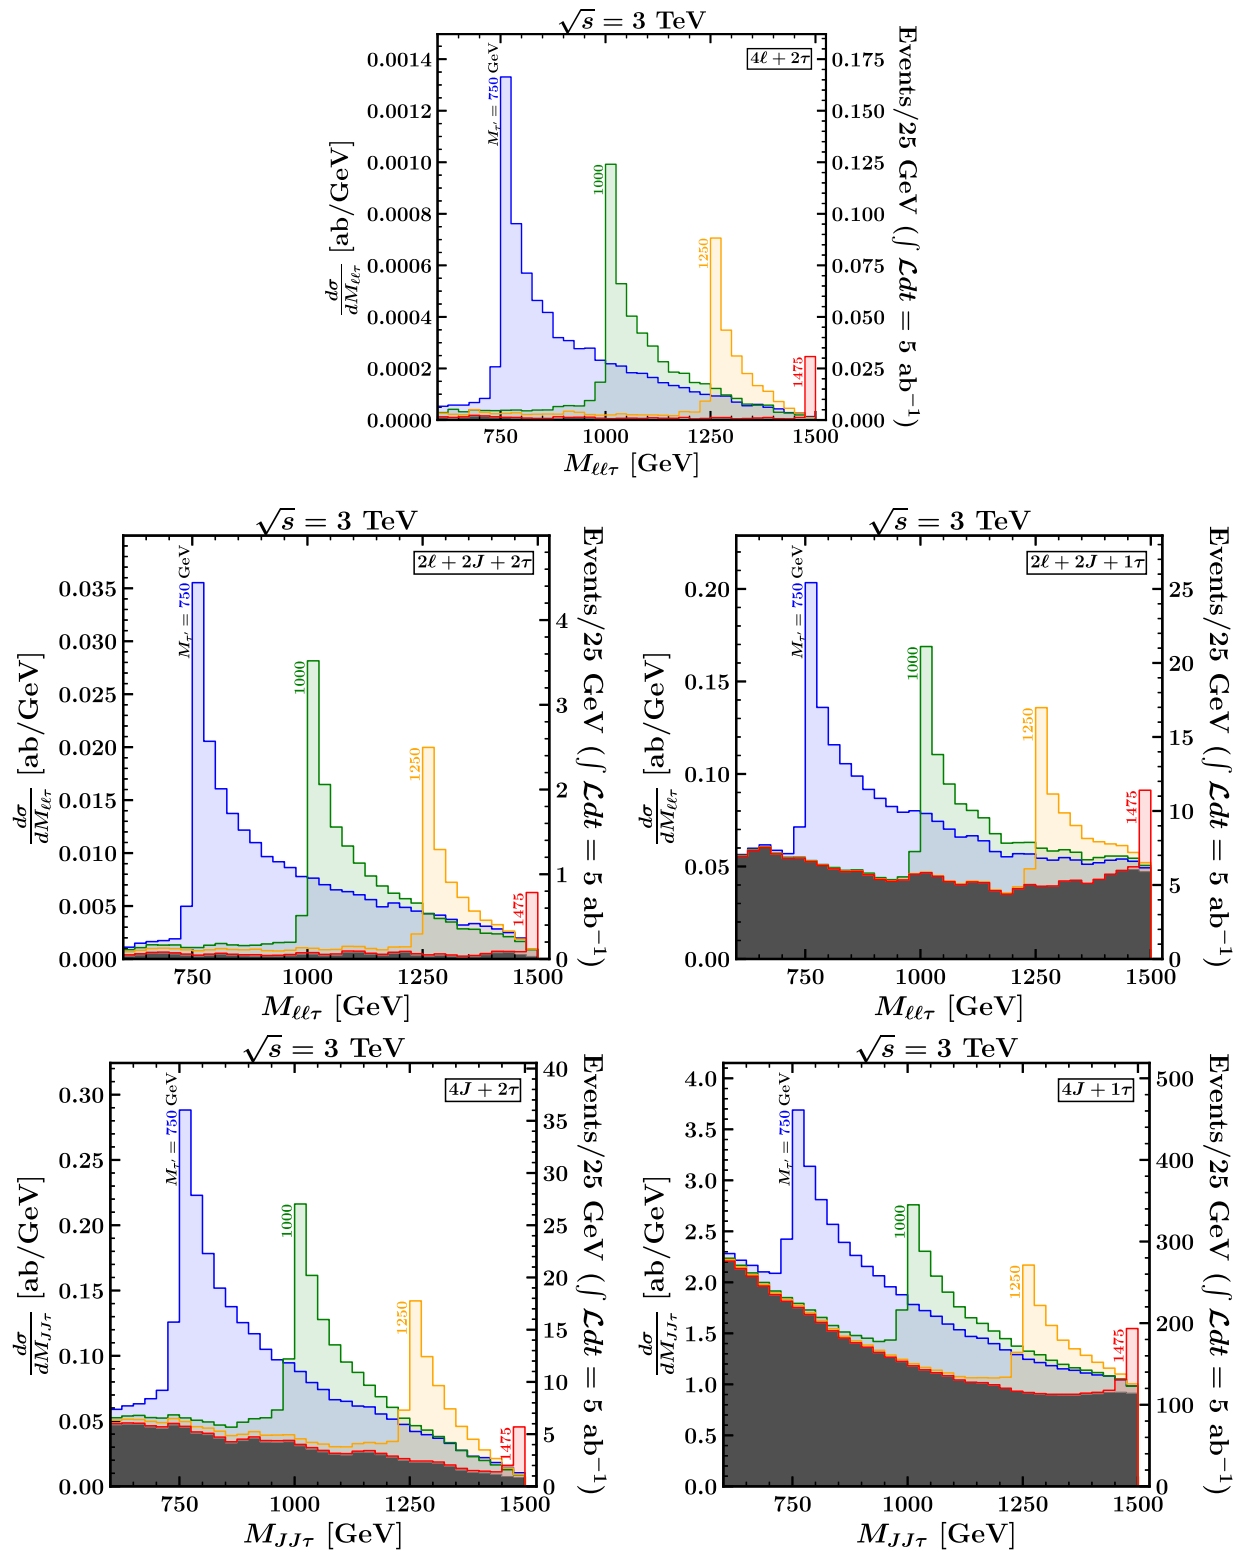 √s = 3 TeV
4ℓ + 2τ
M_τ′ = 750 GeV
1000
1250
1475
0.0014
0.0012
0.0010
0.0008
0.0006
0.0004
0.0002
0.0000
dσ/dM_ℓℓτ [ab/GeV]
0.175
0.150
0.125
0.100
0.075
0.050
0.025
0.000
Events/25 GeV (∫ ℒdt = 5 ab⁻¹)
750 1000 1250 1500
M_ℓℓτ [GeV]
√s = 3 TeV
2ℓ + 2J + 2τ
M_τ′ = 750 GeV
1000
1250
1475
0.035
0.030
0.025
0.020
0.015
0.010
0.005
0.000
dσ/dM_ℓℓτ [ab/GeV]
4
3
2
1
0
Events/25 GeV (∫ ℒdt = 5 ab⁻¹)
750 1000 1250 1500
M_ℓℓτ [GeV]
√s = 3 TeV
2ℓ + 2J + 1τ
M_τ′ = 750 GeV
1000
1250
1475
0.20
0.15
0.10
0.05
0.00
dσ/dM_ℓℓτ [ab/GeV]
25
20
15
10
5
0
Events/25 GeV (∫ ℒdt = 5 ab⁻¹)
750 1000 1250 1500
M_ℓℓτ [GeV]
√s = 3 TeV
4J + 2τ
M_τ′ = 750 GeV
1000
1250
1475
0.30
0.25
0.20
0.15
0.10
0.05
0.00
dσ/dM_JJτ [ab/GeV]
40
35
30
25
20
15
10
5
0
Events/25 GeV (∫ ℒdt = 5 ab⁻¹)
750 1000 1250 1500
M_JJτ [GeV]
√s = 3 TeV
4J + 1τ
M_τ′ = 750 GeV
1000
1250
1475
4.0
3.5
3.0
2.5
2.0
1.5
1.0
0.5
0.0
dσ/dM_JJτ [ab/GeV]
500
400
300
200
100
0
Events/25 GeV (∫ ℒdt = 5 ab⁻¹)
750 1000 1250 1500
M_JJτ [GeV]